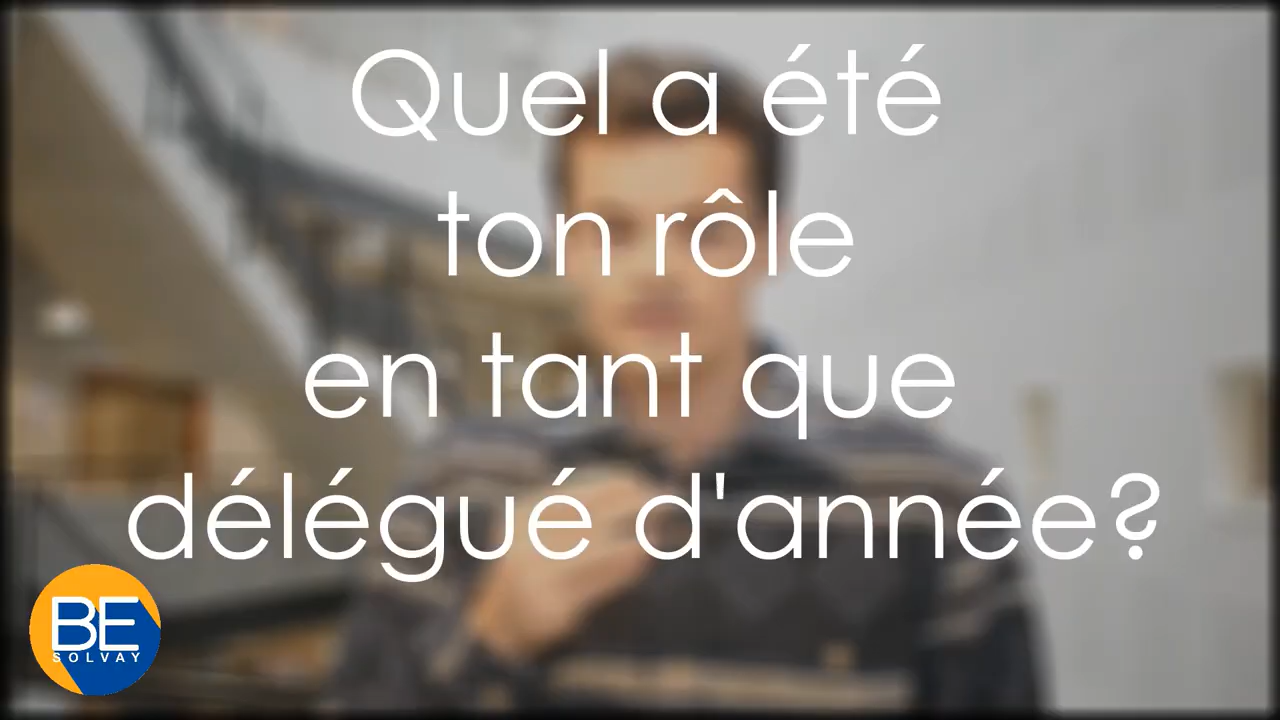 Quel a été
ton rôle
en tant que
délégué d'année?
BE
SOLVAY